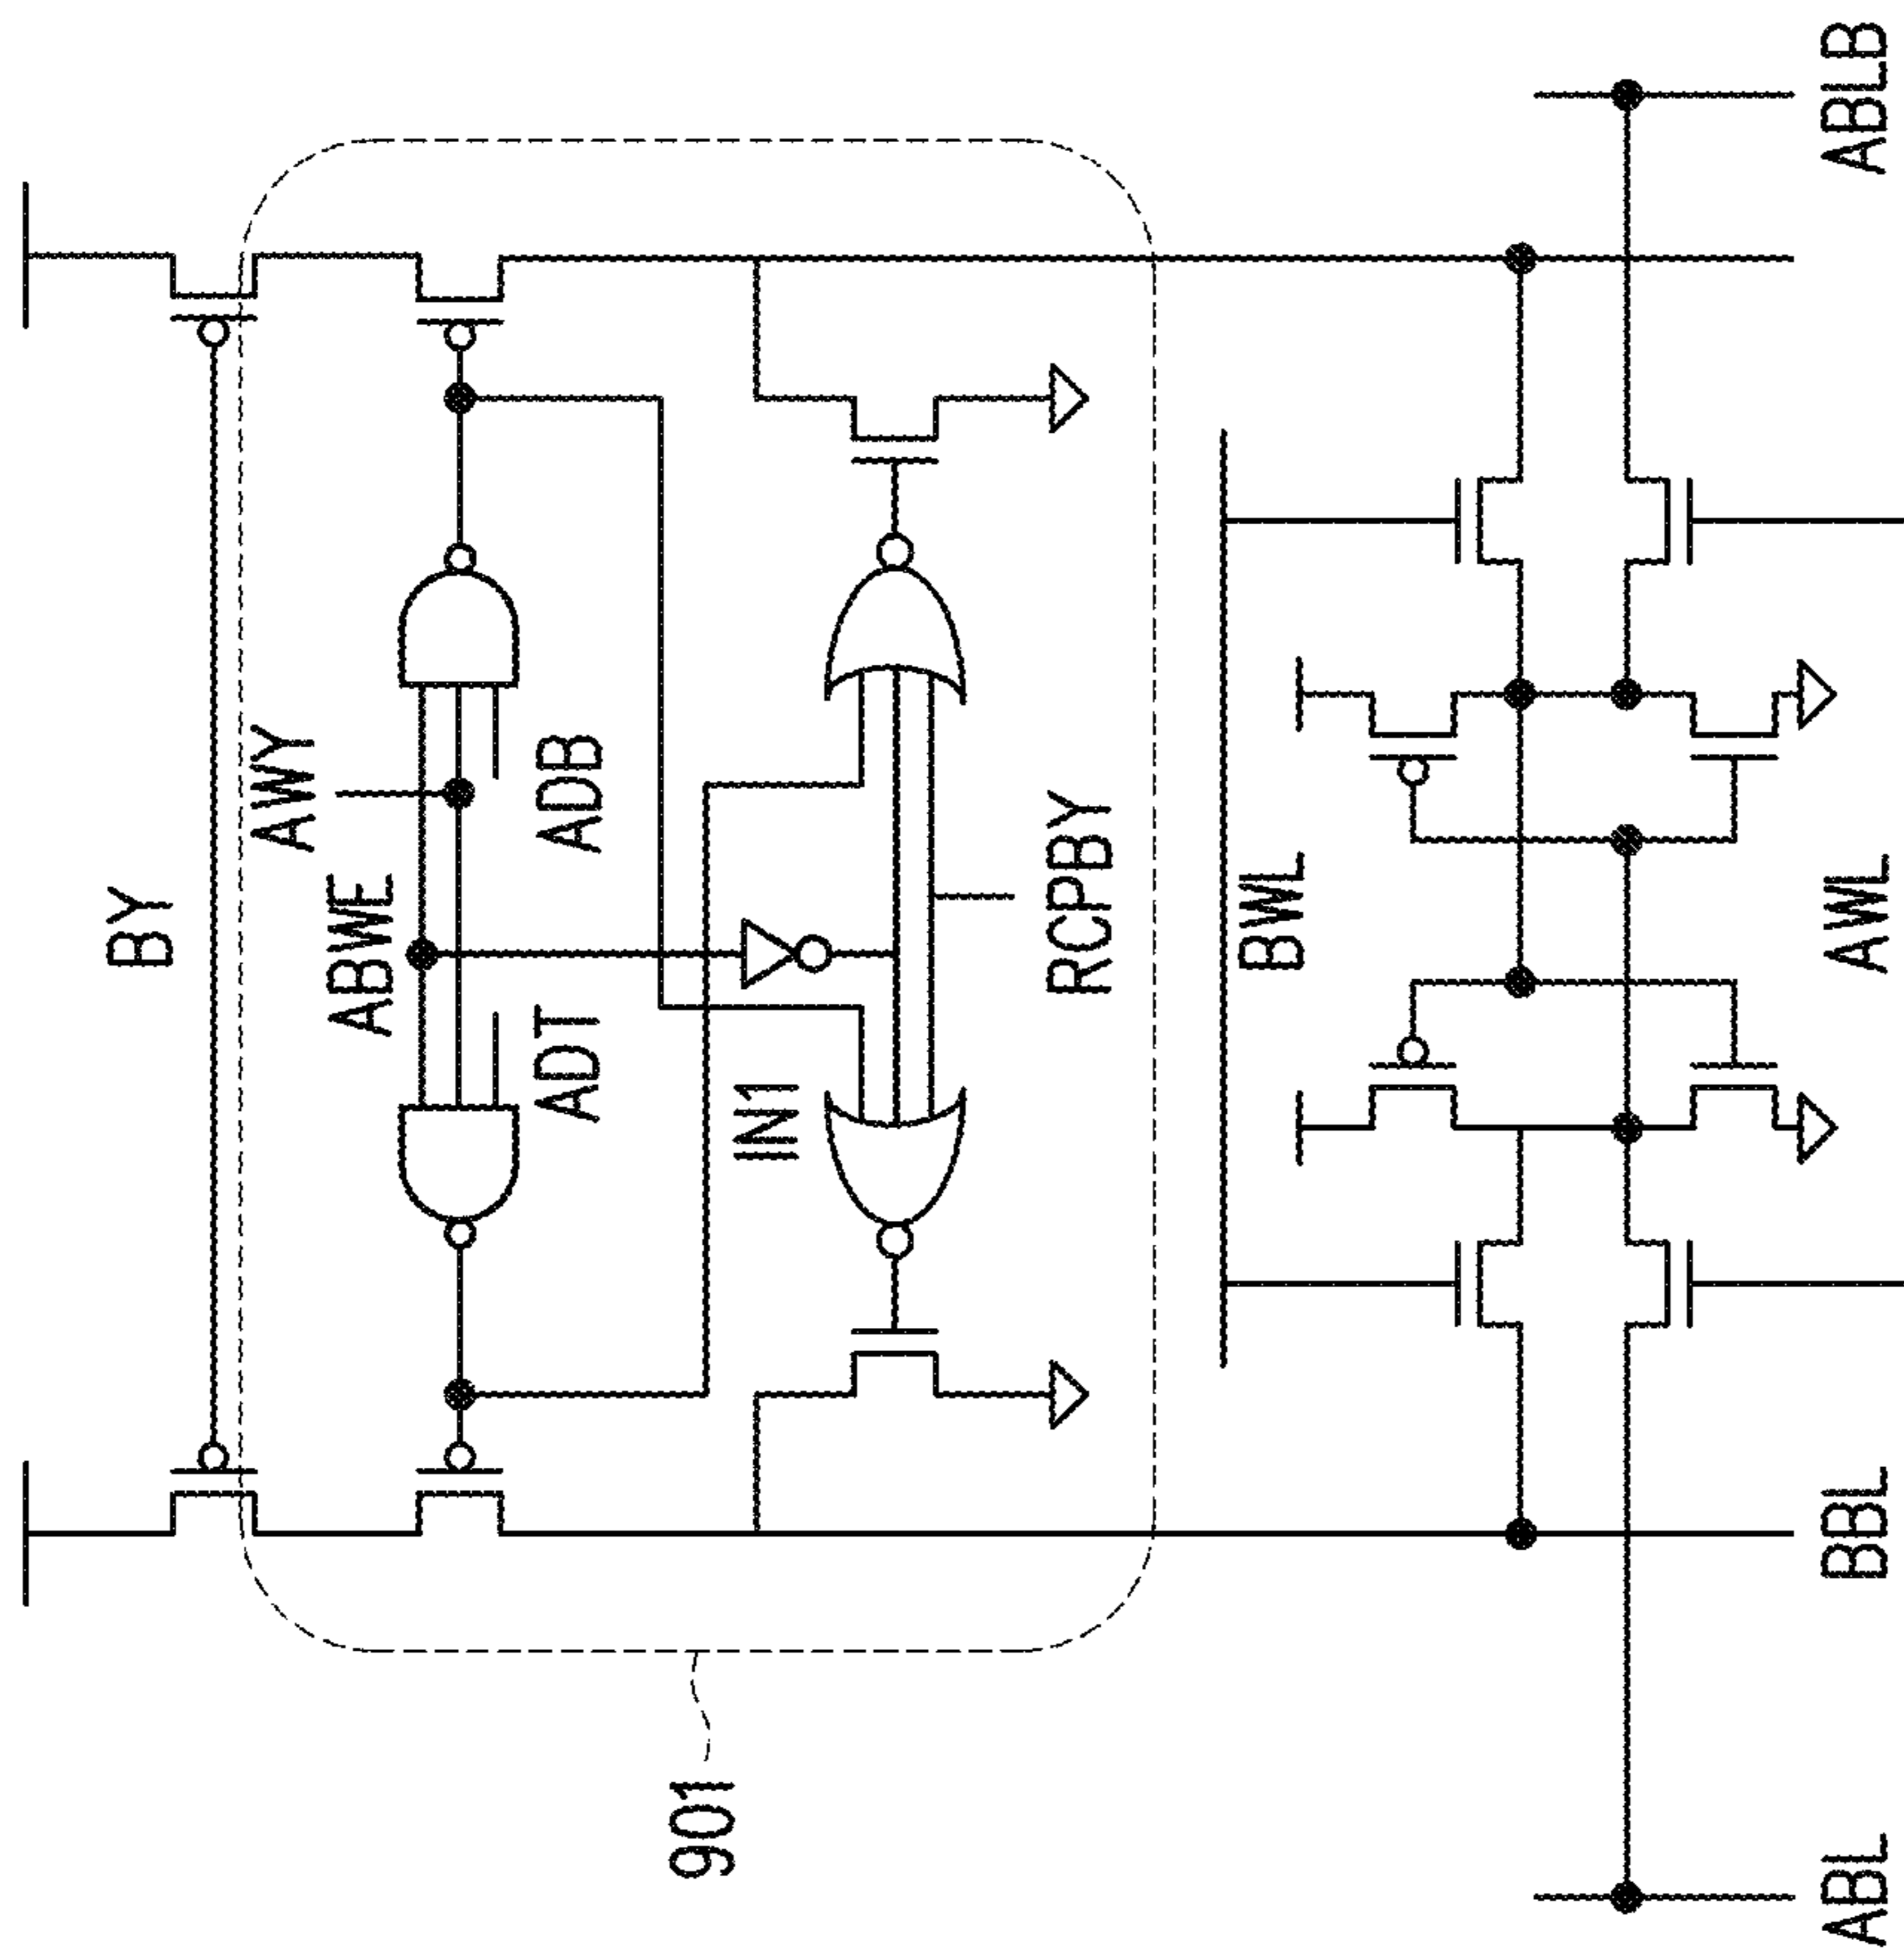 BY
AWY
ABWE
ADB
ADT
IN1
RCPBY
901
BWL
AWL
ABL
BBL
ABLB